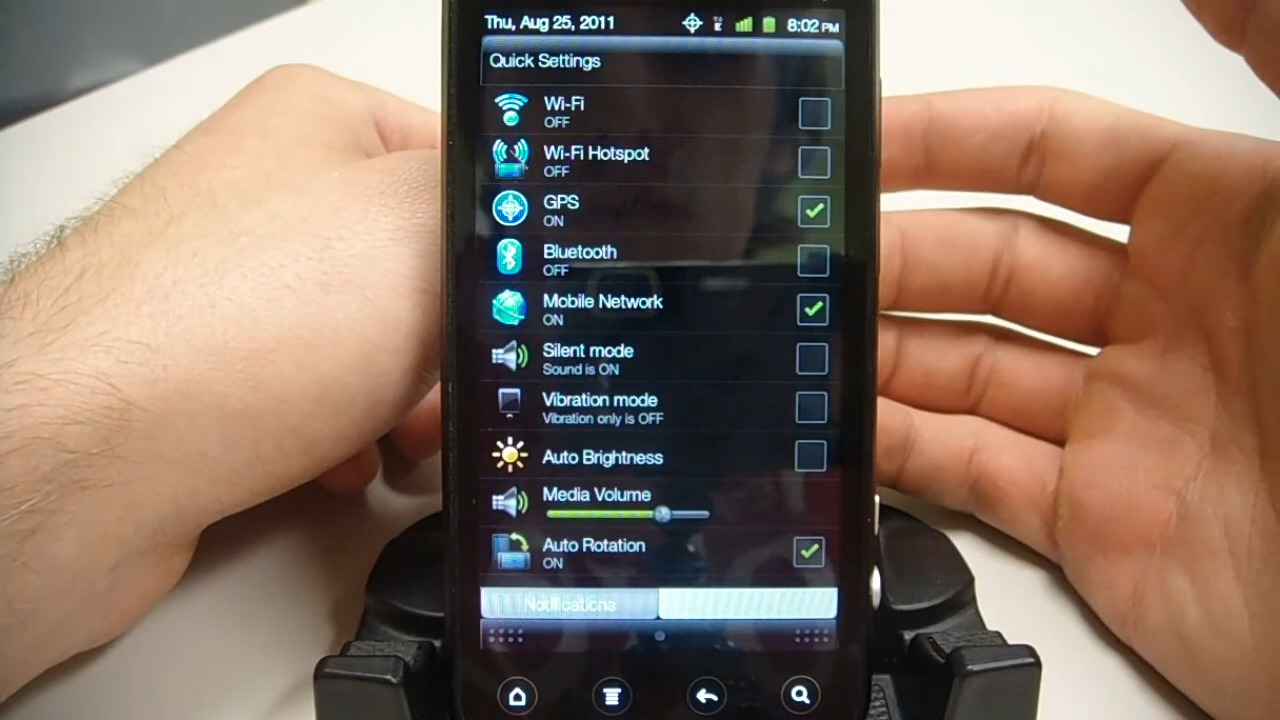 Thu, Aug 25, 2011 8:02 PM
Quick Settings
Wi-Fi
OFF
Wi-Fi Hotspot
OFF
GPS
ON
Bluetooth
OFF
Mobile Network
ON
Silent mode
Sound is ON
Vibration mode
Vibration only is OFF
Auto Brightness
Media Volume
Auto Rotation
ON
Notifications